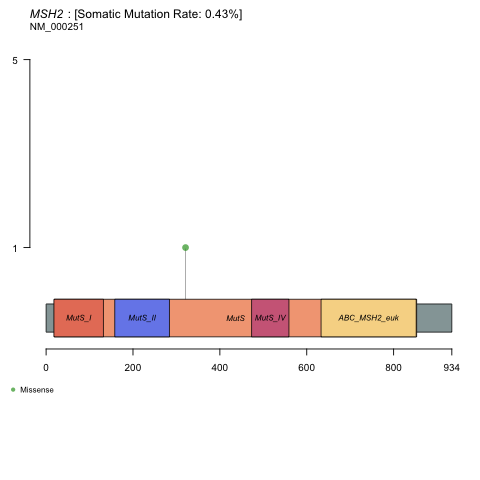 MSH2 : [Somatic Mutation Rate: 0.43%]
NM_000251
5
1
MutS_I MutS_II MutS MutS_IV ABC_MSH2_euk
0 200 400 600 800 934
Missense